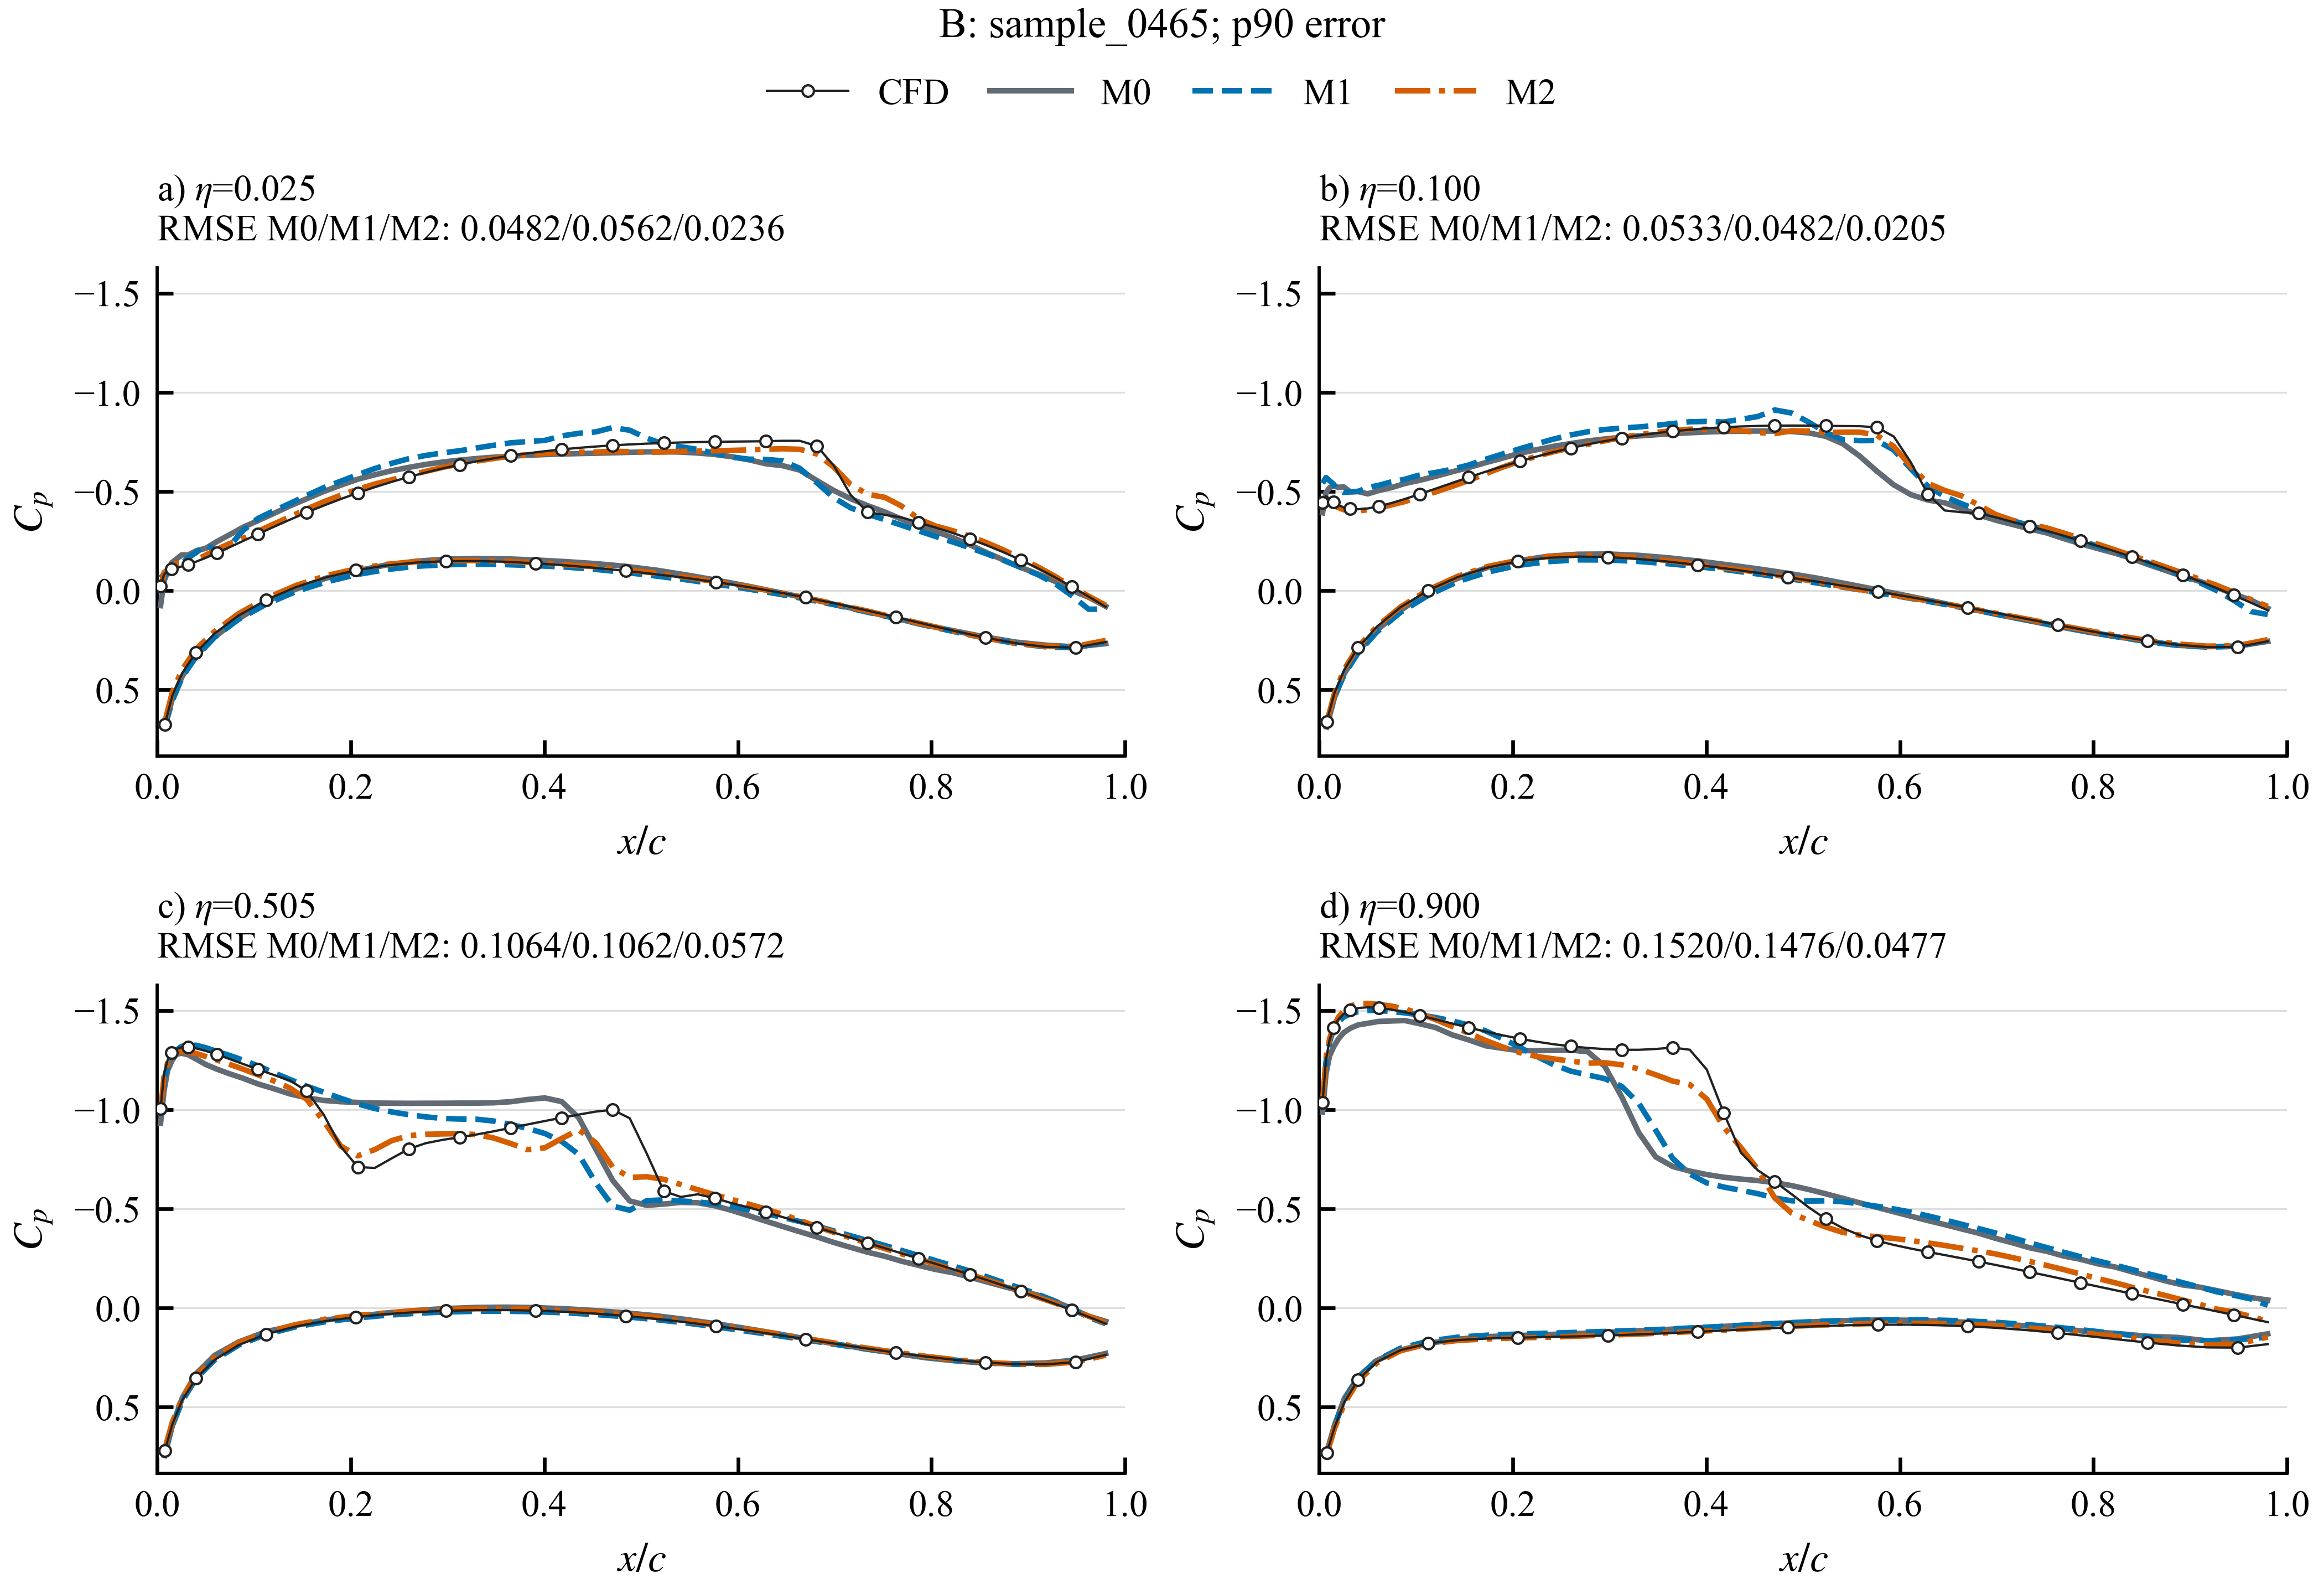 B: sample_0465; p90 error
CFD M0 M1 M2
a) η=0.025
RMSE M0/M1/M2: 0.0482/0.0562/0.0236
−1.5
−1.0
−0.5
0.0
0.5
Cp
0.0 0.2 0.4 0.6 0.8 1.0
x/c
b) η=0.100
RMSE M0/M1/M2: 0.0533/0.0482/0.0205
−1.5
−1.0
−0.5
0.0
0.5
Cp
0.0 0.2 0.4 0.6 0.8 1.0
x/c
c) η=0.505
RMSE M0/M1/M2: 0.1064/0.1062/0.0572
−1.5
−1.0
−0.5
0.0
0.5
Cp
0.0 0.2 0.4 0.6 0.8 1.0
x/c
d) η=0.900
RMSE M0/M1/M2: 0.1520/0.1476/0.0477
−1.5
−1.0
−0.5
0.0
0.5
Cp
0.0 0.2 0.4 0.6 0.8 1.0
x/c